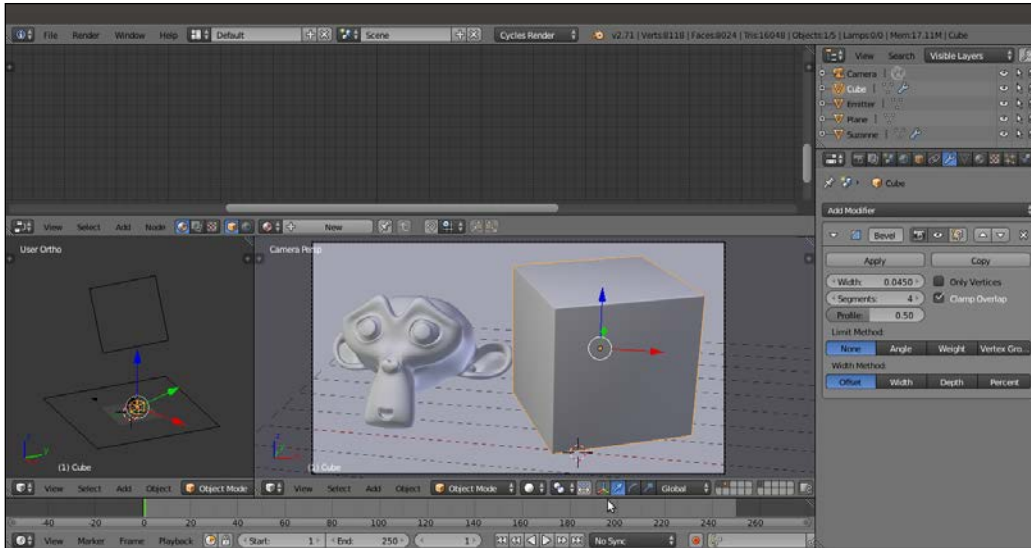 File Render Window Help Default Scene Cycles Render v2.71 | Verts:8118 | Faces:8024 | Tris:16048 | Objects:1/5 | Lamps:0/0 | Mem:17.11M | Cube
View Search Visible Layers
Camera
Cube
Emitter
Plane
Suzanne
Cube
Add Modifier
Bevel
Apply Copy
Width: 0.0450 Only Vertices
Segments: 4 Clamp Overlap
Profile: 0.50
Limit Method:
None Angle Weight Vertex Gro...
Width Method:
Offset Width Depth Percent
View Select Add Node New
User Ortho
(1) Cube
Camera Persp
(1) Cube
View Select Add Object Object Mode
View Select Add Object Object Mode Global
-40 -20 0 20 40 60 80 100 120 140 160 180 200 220 240 260
View Marker Frame Playback Start: 1 End: 250 1 No Sync